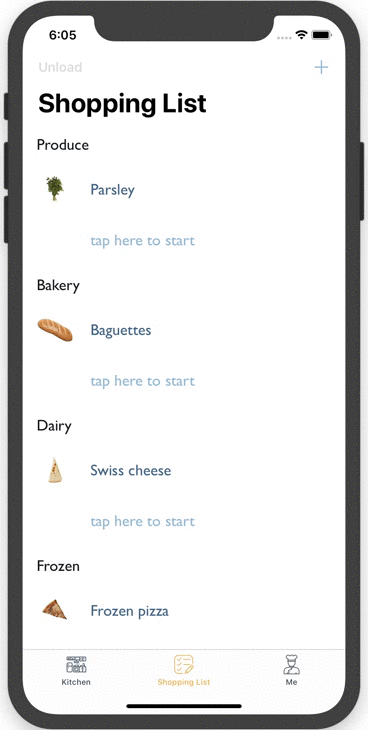 6:05
Unload
Shopping List
Produce
Parsley
tap here to start
Bakery
Baguettes
tap here to start
Dairy
Swiss cheese
tap here to start
Frozen
Frozen pizza
Kitchen
Shopping List
Me